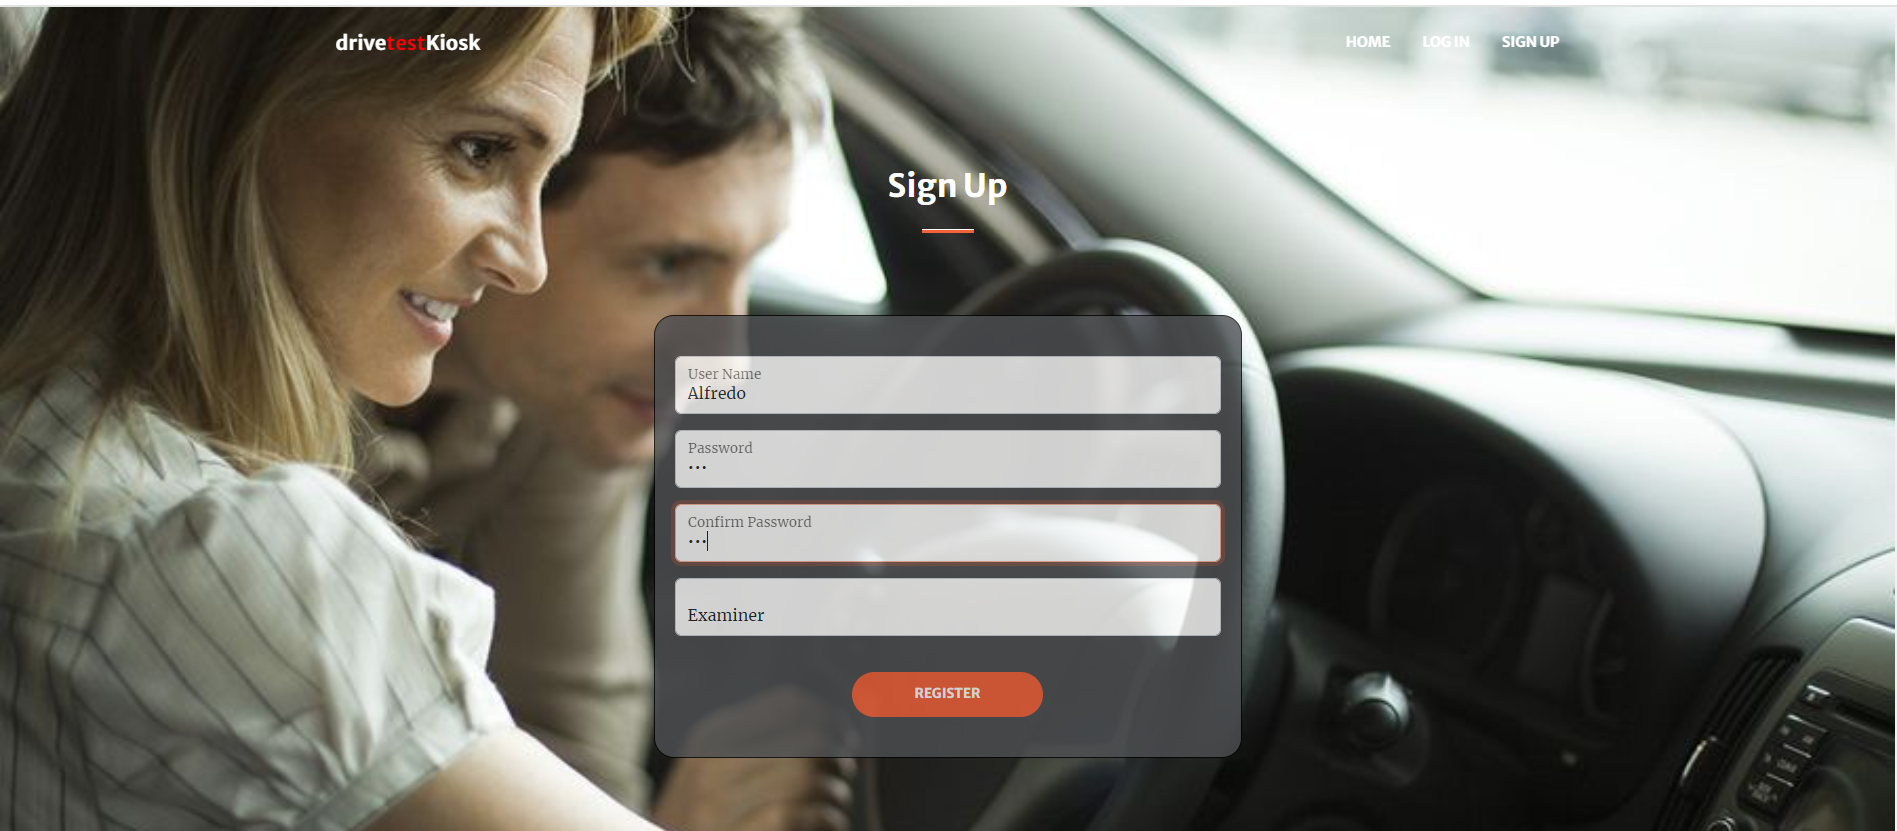 drivetestKiosk
HOME LOG IN SIGN UP
Sign Up
User Name
Alfredo
Password
•••
Confirm Password
•••
Examiner
REGISTER